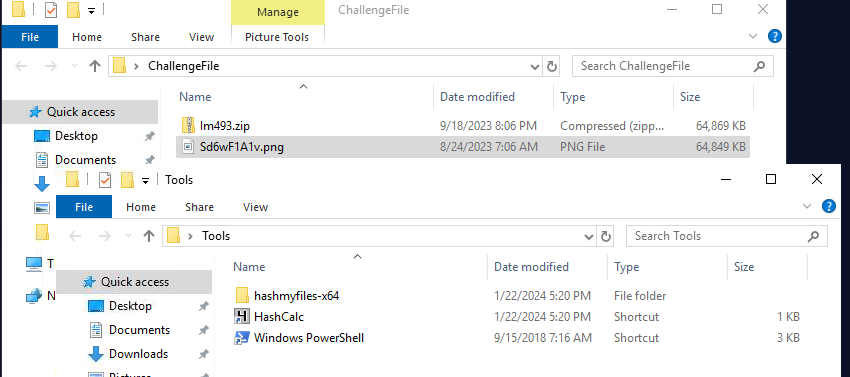 Manage
ChallengeFile
File
Home
Share
View
Picture Tools
ChallengeFile
Search ChallengeFile
Quick access
Name
Date modified
Type
Size
Desktop
lm493.zip
9/18/2023 8:06 PM
Compressed (zipp...
64,869 KB
Documents
Sd6wF1A1v.png
8/24/2023 7:06 AM
PNG File
64,849 KB
Tools
File
Home
Share
View
Tools
Search Tools
T
N
Quick access
Name
Date modified
Type
Size
Desktop
hashmyfiles-x64
1/22/2024 5:20 PM
File folder
Documents
HashCalc
1/22/2024 5:20 PM
Shortcut
1 KB
Downloads
Windows PowerShell
9/15/2018 7:16 AM
Shortcut
3 KB